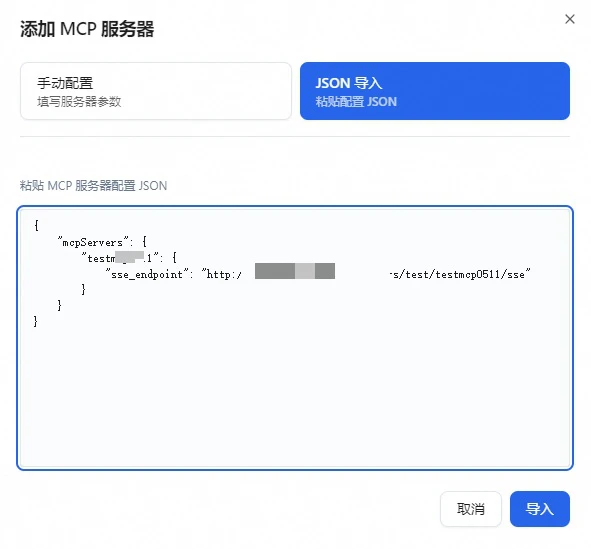 添加 MCP 服务器
手动配置
填写服务器参数
JSON 导入
粘贴配置 JSON
粘贴 MCP 服务器配置 JSON
{
"mcpServers": {
"testm .1": {
"sse_endpoint": "http:/ s/test/testmcp0511/sse"
}
}
}
取消
导入